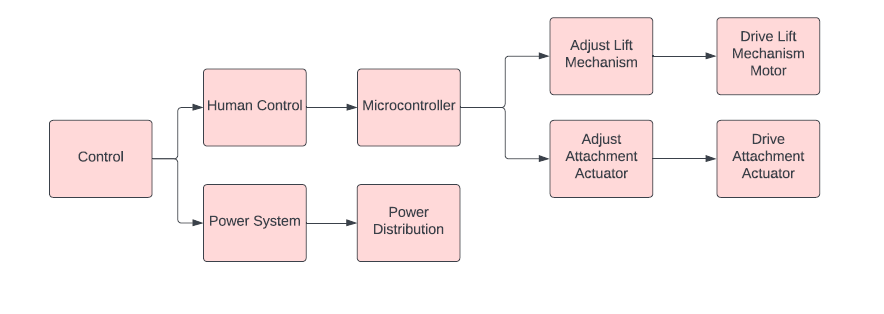 Adjust Lift
Mechanism
Drive Lift
Mechanism
Motor
Human Control
Microcontroller
Control
Adjust
Attachment
Actuator
Drive
Attachment
Actuator
Power System
Power
Distribution